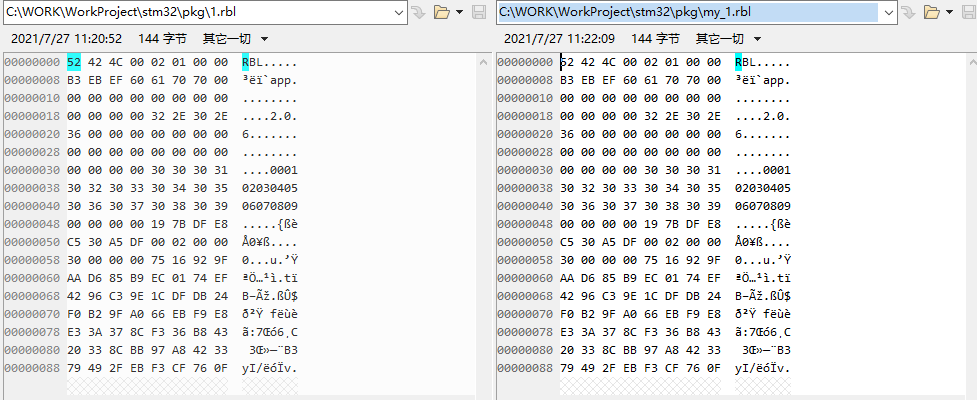 C:\WORK\WorkProject\stm32\pkg\1.rbl
2021/7/27 11:20:52 144 字节 其它一切
00000000 52 42 4C 00 02 01 00 00 RBL.....
00000008 B3 EB EF 60 61 70 70 00 ³ëï`app.
00000010 00 00 00 00 00 00 00 00 ........
00000018 00 00 00 00 32 2E 30 2E ....2.0.
00000020 36 00 00 00 00 00 00 00 6.......
00000028 00 00 00 00 00 00 00 00 ........
00000030 00 00 00 00 30 30 30 31 ....0001
00000038 30 32 30 33 30 34 30 35 02030405
00000040 30 36 30 37 30 38 30 39 06070809
00000048 00 00 00 00 19 7B DF E8 .....{ßè
00000050 C5 30 A5 DF 00 02 00 00 Å0¥ß....
00000058 30 00 00 00 75 16 92 9F 0...u.’Ÿ
00000060 AA D6 85 B9 EC 01 74 EF ªÖ…¹ì.tï
00000068 42 96 C3 9E 1C DF DB 24 B–Ãž.ßÛ$
00000070 F0 B2 9F A0 66 EB F9 E8 ð²Ÿ fëùè
00000078 E3 3A 37 8C F3 36 B8 43 ã:7Œó6¸C
00000080 20 33 8C BB 97 A8 42 33 3Œ»—¨B3
00000088 79 49 2F EB F3 CF 76 0F yI/ëóÏv.
C:\WORK\WorkProject\stm32\pkg\my_1.rbl
2021/7/27 11:22:09 144 字节 其它一切
00000000 52 42 4C 00 02 01 00 00 RBL.....
00000008 B3 EB EF 60 61 70 70 00 ³ëï`app.
00000010 00 00 00 00 00 00 00 00 ........
00000018 00 00 00 00 32 2E 30 2E ....2.0.
00000020 36 00 00 00 00 00 00 00 6.......
00000028 00 00 00 00 00 00 00 00 ........
00000030 00 00 00 00 30 30 30 31 ....0001
00000038 30 32 30 33 30 34 30 35 02030405
00000040 30 36 30 37 30 38 30 39 06070809
00000048 00 00 00 00 19 7B DF E8 .....{ßè
00000050 C5 30 A5 DF 00 02 00 00 Å0¥ß....
00000058 30 00 00 00 75 16 92 9F 0...u.’Ÿ
00000060 AA D6 85 B9 EC 01 74 EF ªÖ…¹ì.tï
00000068 42 96 C3 9E 1C DF DB 24 B–Ãž.ßÛ$
00000070 F0 B2 9F A0 66 EB F9 E8 ð²Ÿ fëùè
00000078 E3 3A 37 8C F3 36 B8 43 ã:7Œó6¸C
00000080 20 33 8C BB 97 A8 42 33 3Œ»—¨B3
00000088 79 49 2F EB F3 CF 76 0F yI/ëóÏv.